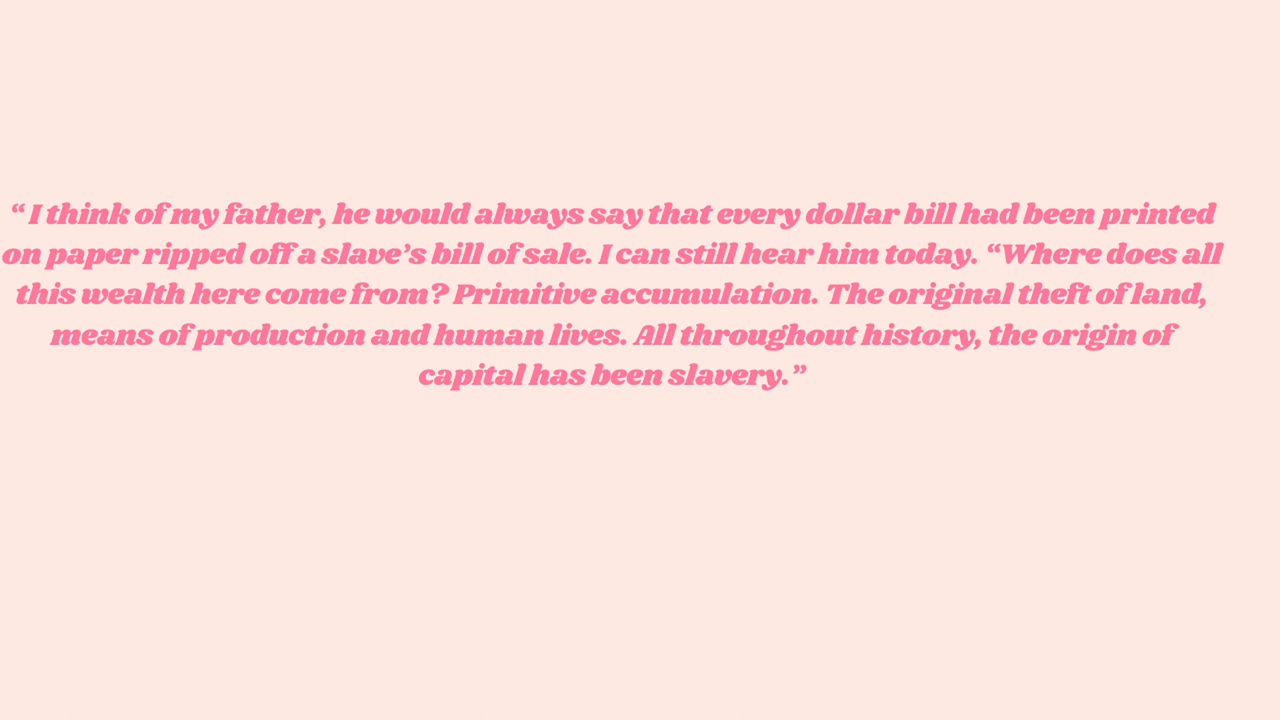 “ I think of my father, he would always say that every dollar bill had been printed
on paper ripped off a slave’s bill of sale. I can still hear him today. “Where does all
this wealth here come from? Primitive accumulation. The original theft of land,
means of production and human lives. All throughout history, the origin of
capital has been slavery.”